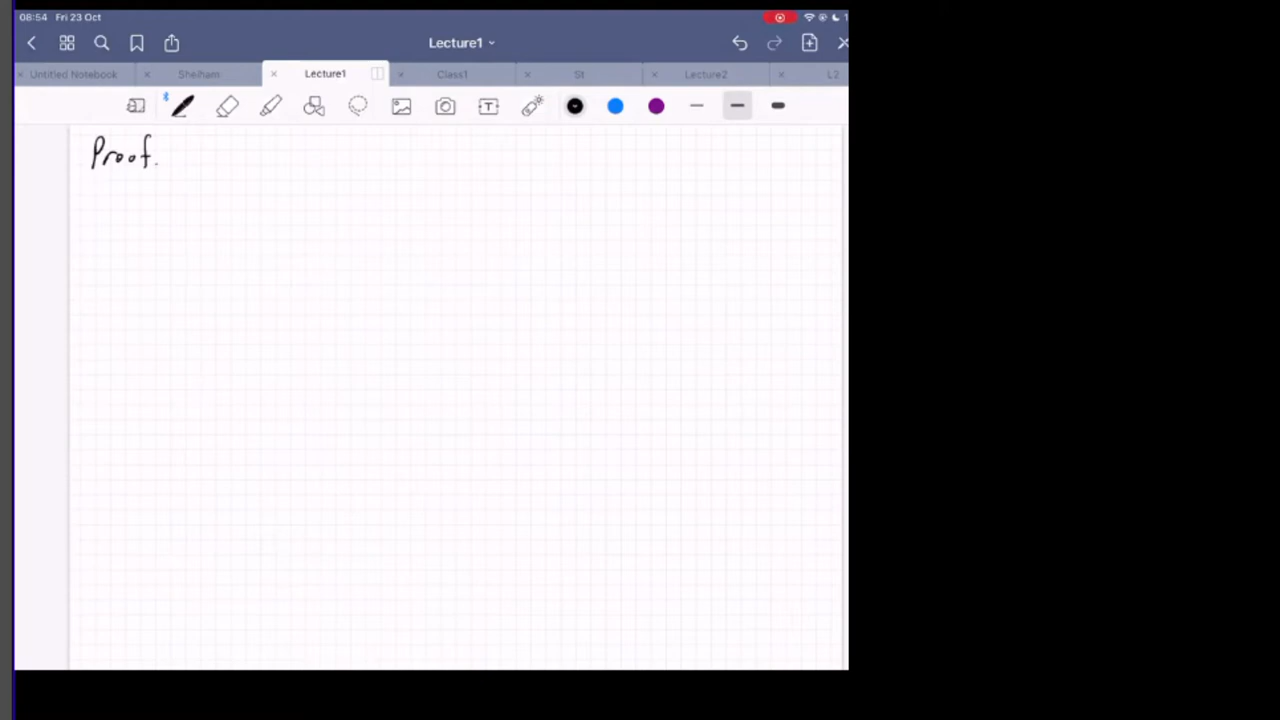 08:54 Fri 23 Oct
Lecture1
Untitled Notebook
Sheiham
Lecture1
Class1
St
Lecture2
L2
T
Proof.